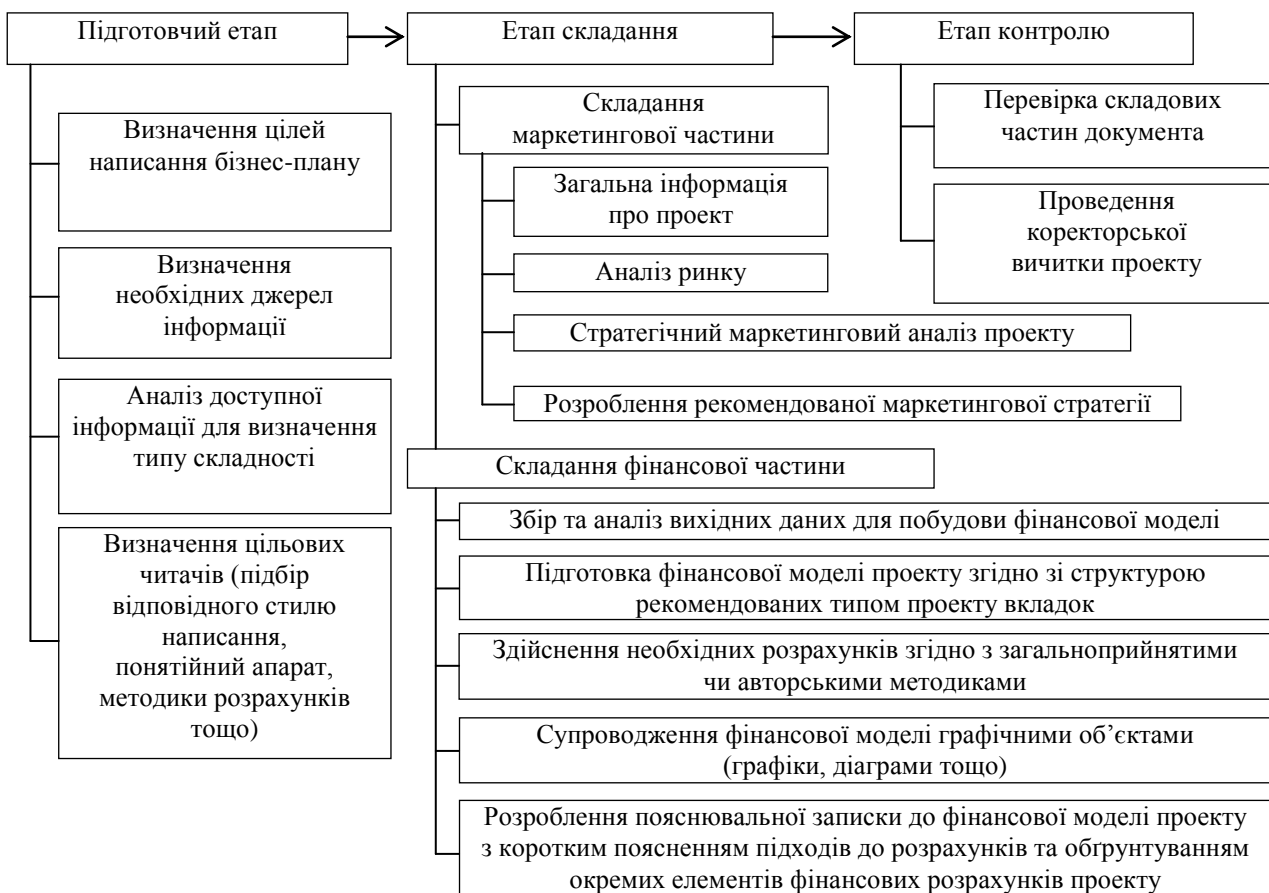 Підготовчий етап
Етап складання
Етап контролю
Визначення цілей
написання бізнес-плану
Визначення
необхідних джерел
інформації
Аналіз доступної
інформації для визначення
типу складності
Визначення цільових
читачів (підбір
відповідного стилю
написання,
понятійний апарат,
методики розрахунків
тощо)
Складання
маркетингової частини
Загальна інформація
про проект
Аналіз ринку
Стратегічний маркетинговий аналіз проекту
Розроблення рекомендованої маркетингової стратегії
Складання фінансової частини
Збір та аналіз вихідних даних для побудови фінансової моделі
Підготовка фінансової моделі проекту згідно зі структурою
рекомендованих типом проекту вкладок
Здійснення необхідних розрахунків згідно з загальноприйнятими
чи авторськими методиками
Супроводження фінансової моделі графічними об’єктами
(графіки, діаграми тощо)
Розроблення пояснювальної записки до фінансової моделі проекту
з коротким поясненням підходів до розрахунків та обґрунтуванням
окремих елементів фінансових розрахунків проекту
Перевірка складових
частин документа
Проведення
коректорської
вичитки проекту